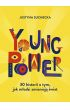 JUSTYNA SUCHECKA
YOUNG
POWER
30 historii o tym,
jak młodzi zmieniają świat